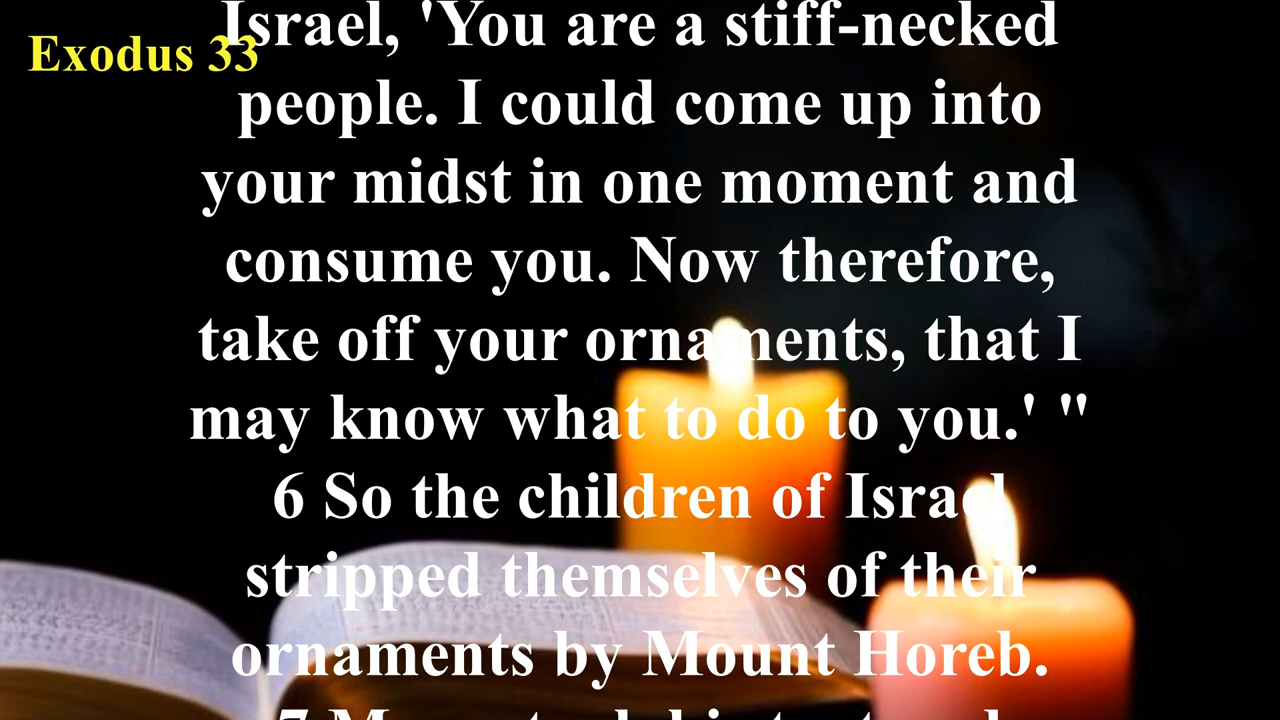 Exodus 33
Israel, 'You are a stiff-necked
people. I could come up into
your midst in one moment and
consume you. Now therefore,
take off your ornaments, that I
may know what to do to you.' "
6 So the children of Israel
stripped themselves of their
ornaments by Mount Horeb.